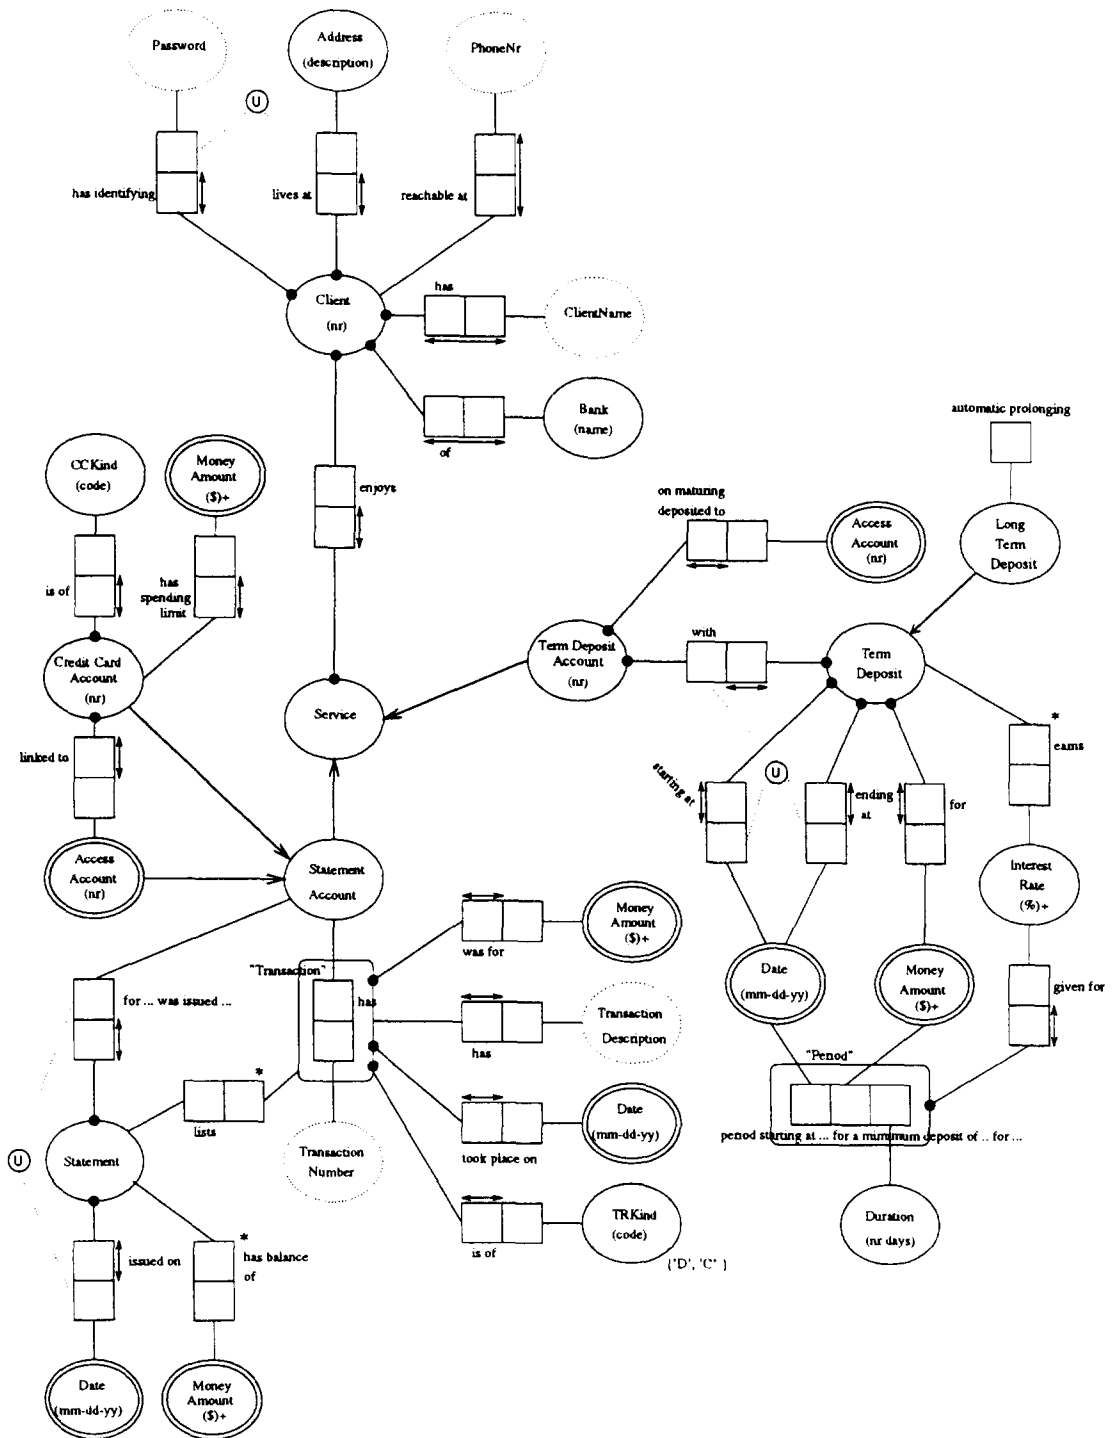 Password
Address
(description)
PhoneNr
U
has identifying
lives at
reachable at
Client
(nr)
has
ClientName
Bank
(name)
of
enjoys
automatic prolonging
CCKind
(code)
Money
Amount
($)+
on maturing
deposited to
Access
Account
(nr)
Long
Term
Deposit
is of
has
spending
limit
with
Credit Card
Account
(nr)
Term Deposit
Account
(nr)
Term
Deposit
Service
*
earns
linked to
starting at
U
ending
at
for
Access
Account
(nr)
Statement
Account
Interest
Rate
(%)+
"Transaction"
Money
Amount
($)+
was for
Date
(mm-dd-yy)
Money
Amount
($)+
for ... was issued ...
has
given for
Transaction
Description
has
"Period"
*
lists
Date
(mm-dd-yy)
period starting at ... for a minimum deposit of .. for ...
U
Statement
Transaction
Number
took place on
TRKind
(code)
is of
{'D', 'C' }
Duration
(nr days)
issued on
*
has balance
of
Date
(mm-dd-yy)
Money
Amount
($)+